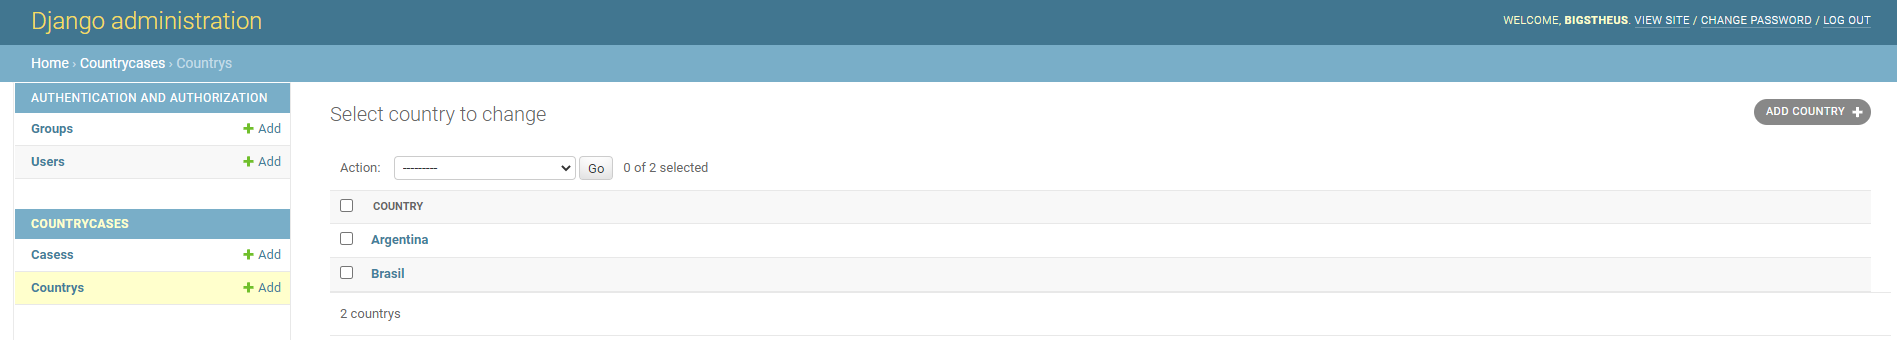 Django administration
WELCOME, BIGSTHEUS. VIEW SITE / CHANGE PASSWORD / LOG OUT
Home › Countrycases › Countrys
AUTHENTICATION AND AUTHORIZATION
Groups + Add
Users + Add
COUNTRYCASES
Casess + Add
Countrys + Add
Select country to change
ADD COUNTRY +
Action: --------- Go 0 of 2 selected
COUNTRY
Argentina
Brasil
2 countrys